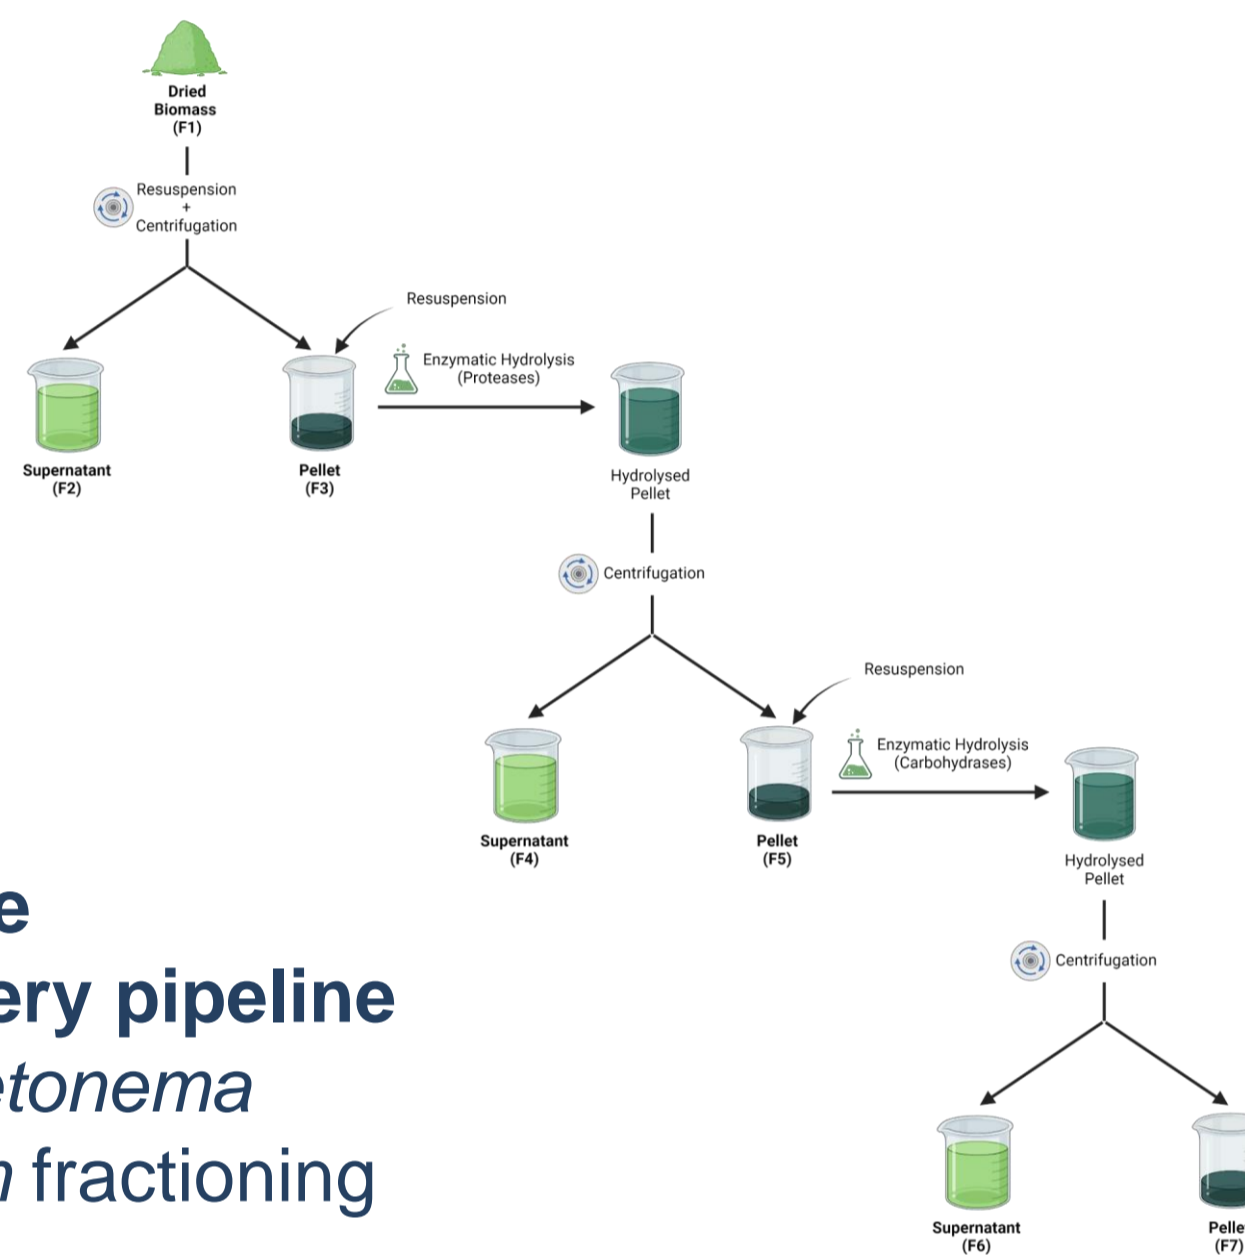 Dried
Biomass
(F1)
Resuspension
+
Centrifugation
Resuspension
Enzymatic Hydrolysis
(Proteases)
Supernatant
(F2)
Pellet
(F3)
Hydrolysed
Pellet
Centrifugation
Resuspension
Enzymatic Hydrolysis
(Carbohydrases)
Supernatant
(F4)
Pellet
(F5)
Hydrolysed
Pellet
Centrifugation
Supernatant
(F6)
Pelle
(F7)
e
ery pipeline
etonema
n fractioning